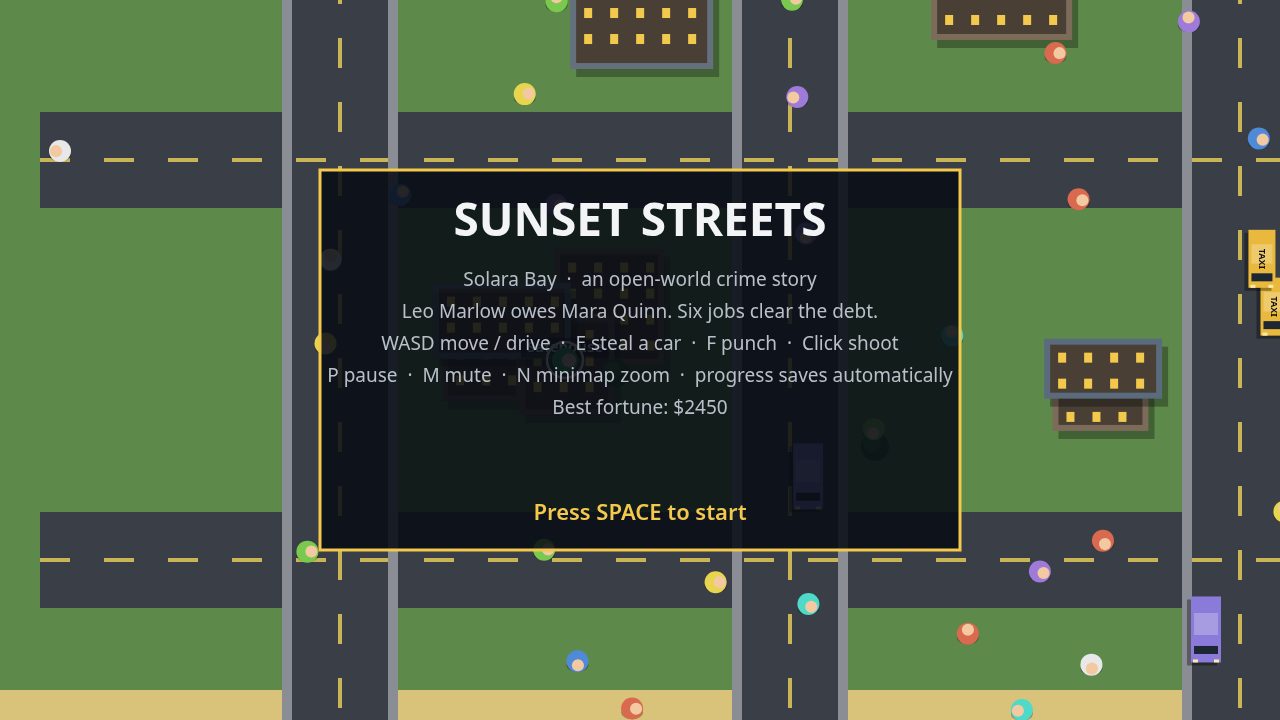 SUNSET STREETS
Solara Bay · an open-world crime story
Leo Marlow owes Mara Quinn. Six jobs clear the debt.
WASD move / drive · E steal a car · F punch · Click shoot
P pause · M mute · N minimap zoom · progress saves automatically
Best fortune: $2450
Press SPACE to start
TAXI
TAXI